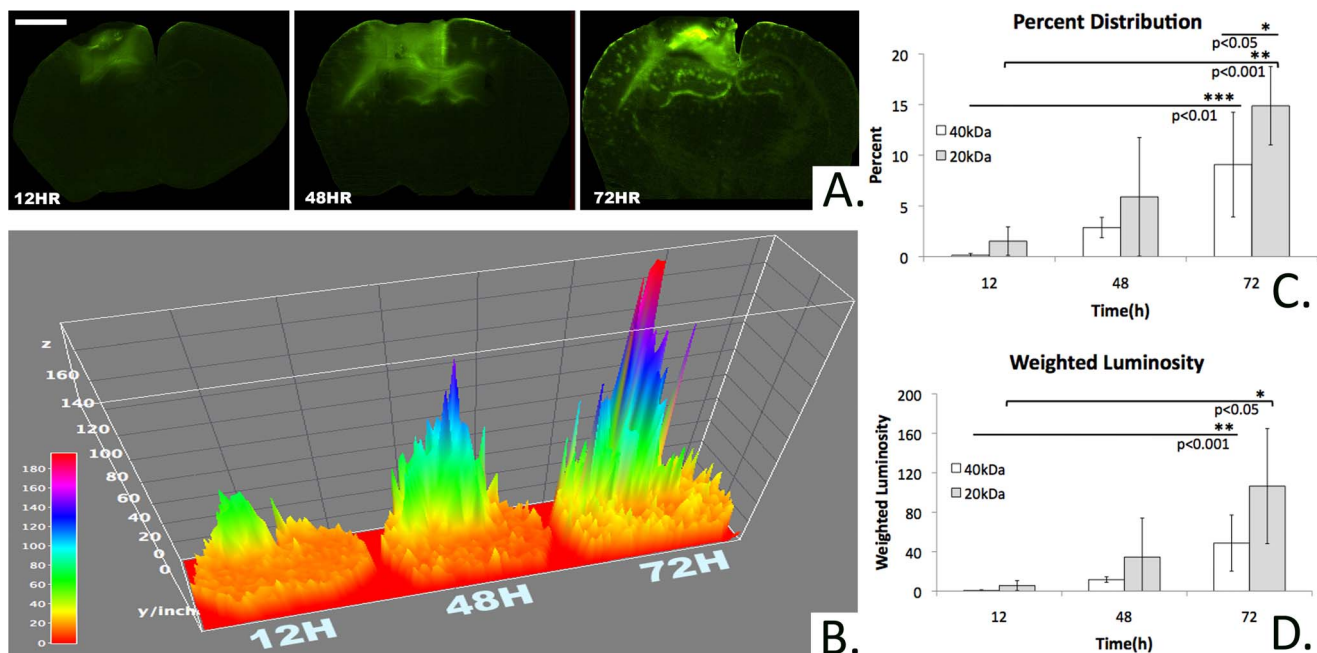 12HR
48HR
72HR
A.
z
160
140
120
100
80
60
40
20
0
0
y/inch
180
160
140
120
100
80
60
40
20
0
12H
48H
72H
B.
Percent Distribution
*
p<0.05
**
p<0.001
***
p<0.01
20
15
10
5
0
Percent
40kDa
20kDa
12
48
72
Time(h)
C.
Weighted Luminosity
*
p<0.05
**
p<0.001
200
160
120
80
40
0
Weighted Luminosity
40kDa
20kDa
12
48
72
Time(h)
D.